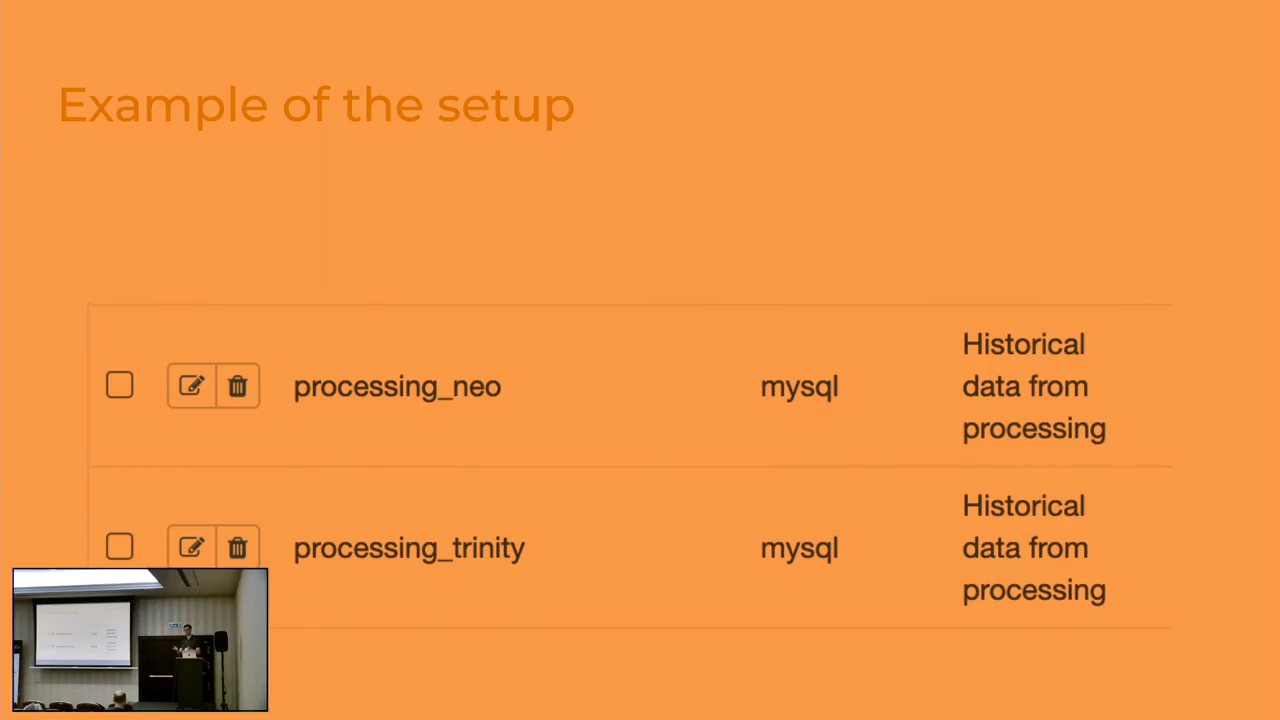 Example of the setup
processing_neo
mysql
Historical
data from
processing
processing_trinity
mysql
Historical
data from
processing